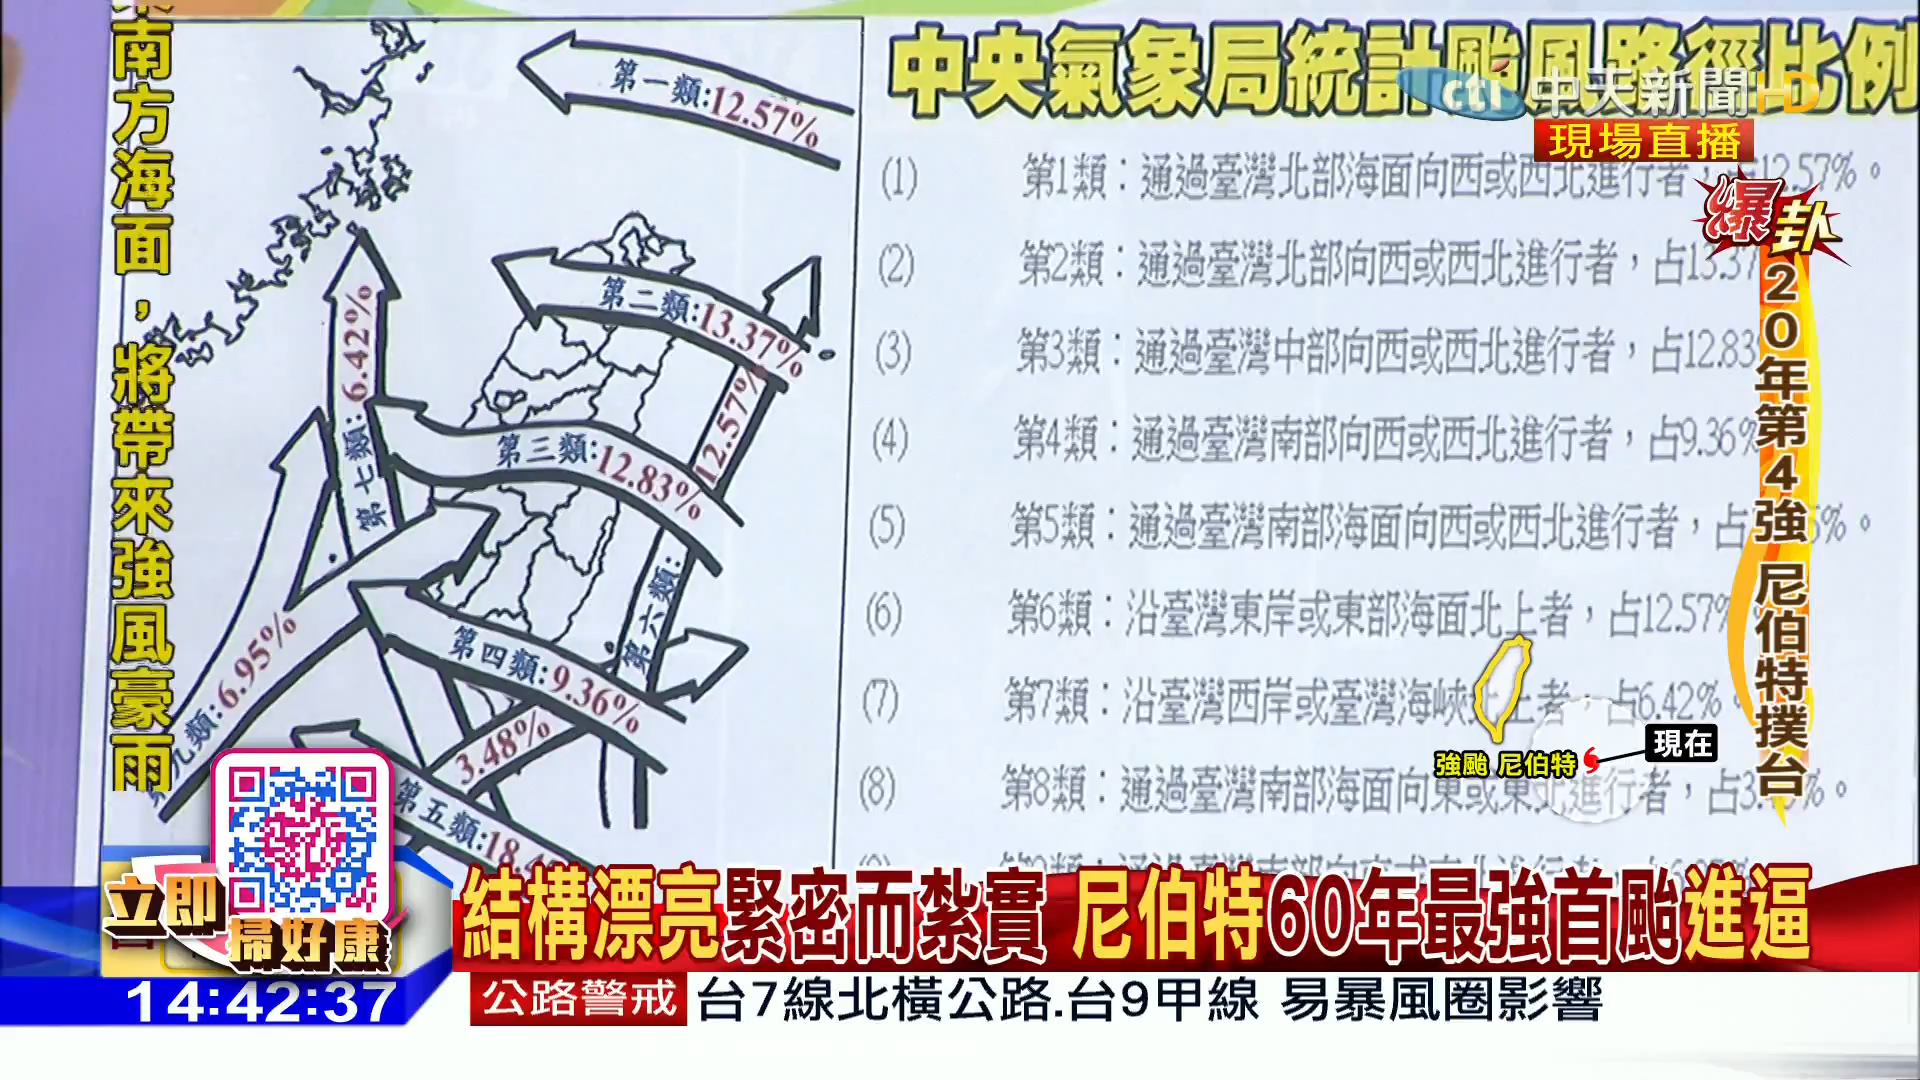 東南方海面，將帶來強風豪雨
中央氣象局統計颱風路徑比例
cti 中天新聞HD
現場直播
爆卦
20年第4強 尼伯特撲台
第一類:12.57%
第二類:13.37%
第三類:12.83%
12.57%
第六類:
第七類: 6.42%
九類: 6.95%
第四類:9.36%
3.48%
第五類:18.4
(1) 第1類：通過臺灣北部海面向西或西北進行者，占12.57%。
(2) 第2類：通過臺灣北部向西或西北進行者，占13.37
(3) 第3類：通過臺灣中部向西或西北進行者，占12.83
(4) 第4類：通過臺灣南部向西或西北進行者，占9.36%
(5) 第5類：通過臺灣南部海面向西或西北進行者，占 5%。
(6) 第6類：沿臺灣東岸或東部海面北上者，占12.57%
(7) 第7類：沿臺灣西岸或臺灣海峽北上者，占6.42%。
(8) 第8類：通過臺灣南部海面向東或東北進行者，占3. %。
強颱 尼伯特
現在
立即
掃好康
結構漂亮緊密而紮實 尼伯特60年最強首颱進逼
14:42:37
公路警戒 台7線北橫公路.台9甲線 易暴風圈影響